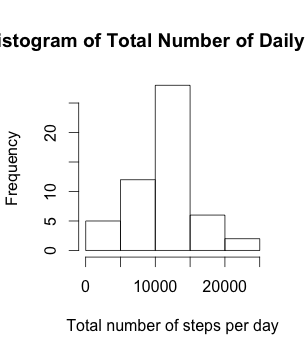 istogram of Total Number of Daily
Frequency
20
10
5
0
0 10000 20000
Total number of steps per day